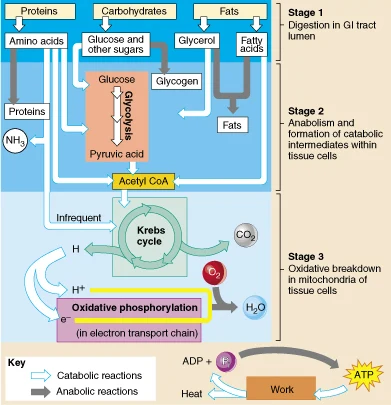 Proteins
Carbohydrates
Fats
Stage 1
Digestion in GI tract
lumen
Amino acids
Glucose and
other sugars
Glycerol
Fatty
acids
Glucose
Glycogen
Glycolysis
Proteins
Fats
NH3
Pyruvic acid
Acetyl CoA
Stage 2
Anabolism and
formation of catabolic
intermediates within
tissue cells
Infrequent
Krebs
cycle
CO2
H
O2
H+
H2O
Oxidative phosphorylation
e–
(in electron transport chain)
Stage 3
Oxidative breakdown
in mitochondria of
tissue cells
Key
Catabolic reactions
Anabolic reactions
ADP + P
ATP
Work
Heat